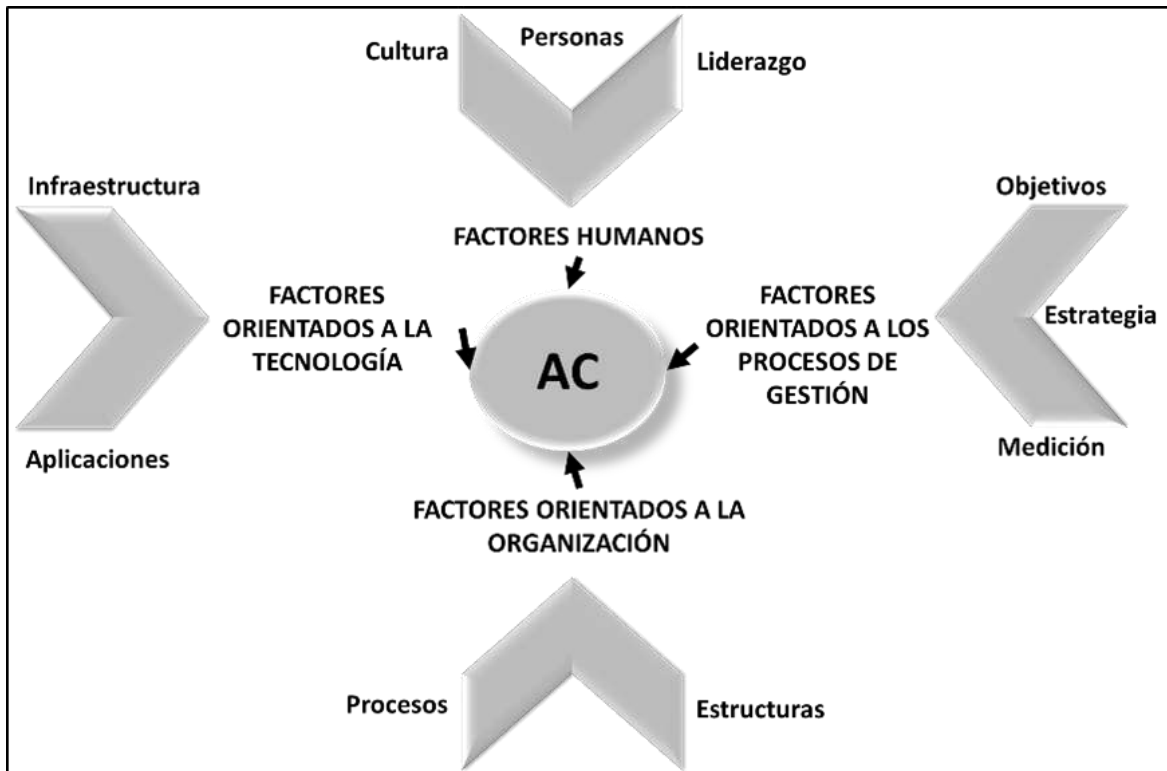 Cultura
Personas
Liderazgo
Infraestructura
Objetivos
FACTORES HUMANOS
FACTORES
ORIENTADOS A LA
TECNOLOGÍA
FACTORES
ORIENTADOS A LOS
PROCESOS DE
GESTIÓN
Estrategia
AC
Aplicaciones
Medición
FACTORES ORIENTADOS A LA
ORGANIZACIÓN
Procesos
Estructuras